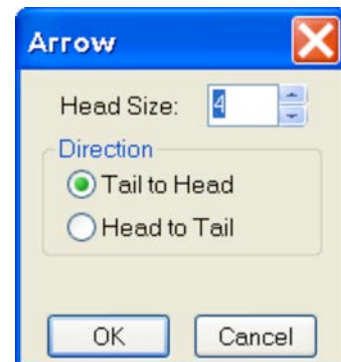 Arrow
Head Size: 4
Direction
Tail to Head
Head to Tail
OK Cancel